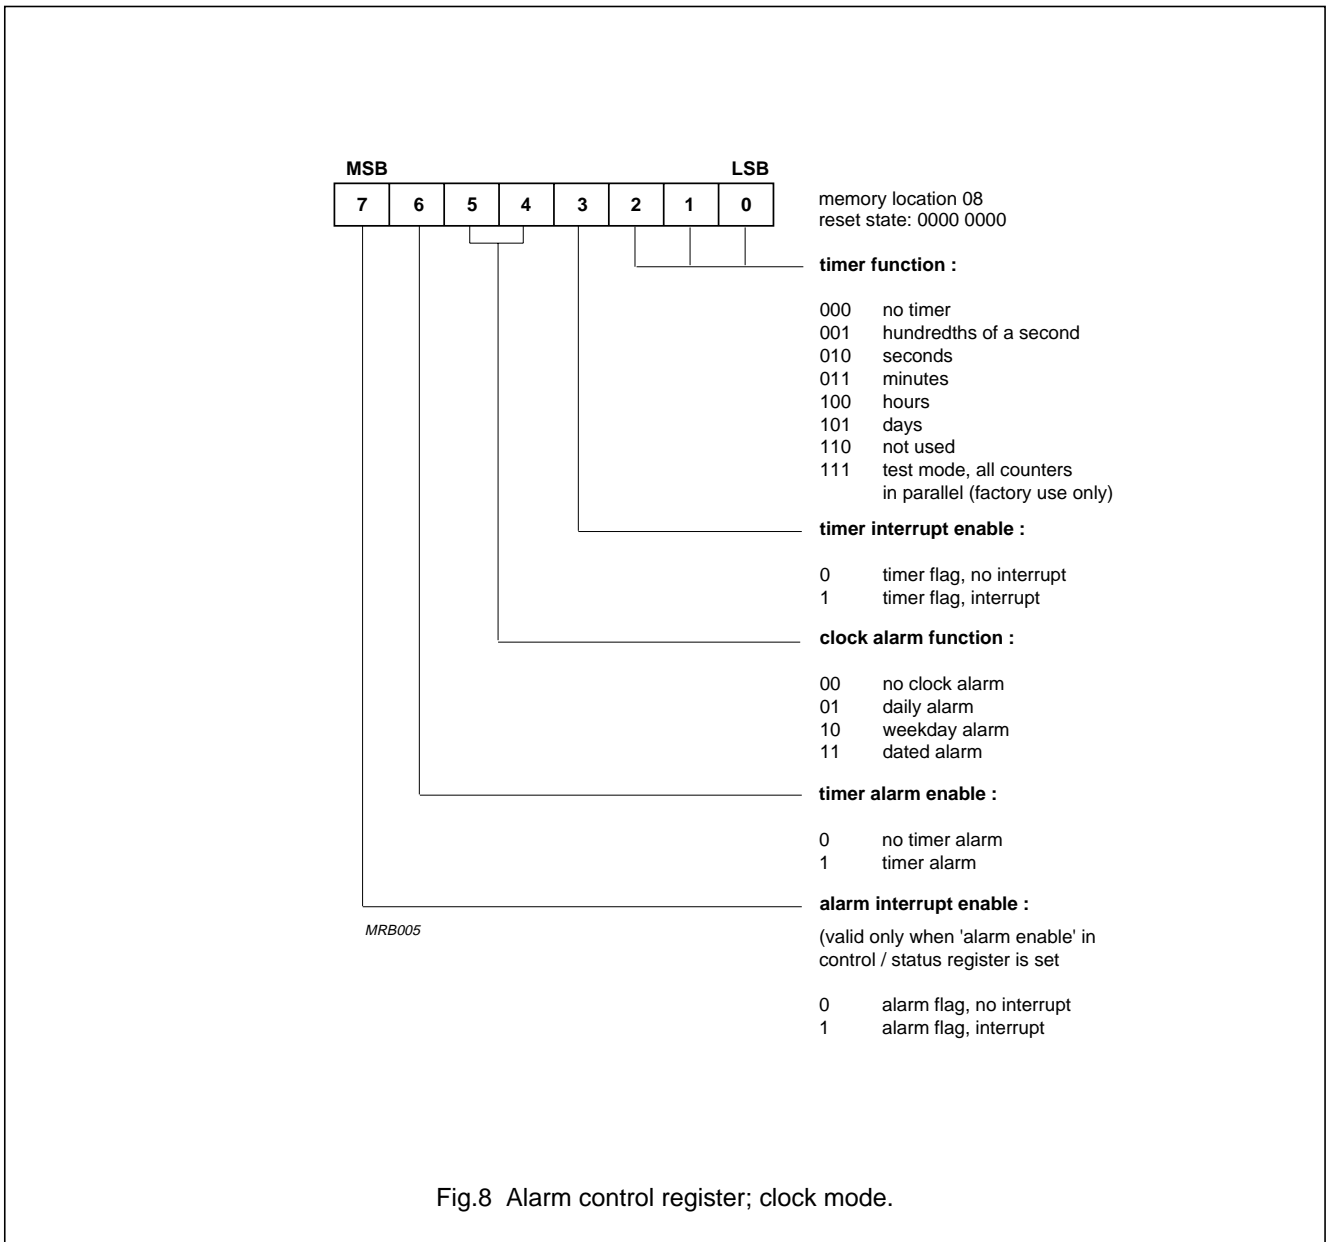 MSB LSB
7 6 5 4 3 2 1 0
memory location 08
reset state: 0000 0000
timer function :
000 no timer
001 hundredths of a second
010 seconds
011 minutes
100 hours
101 days
110 not used
111 test mode, all counters
in parallel (factory use only)
timer interrupt enable :
0 timer flag, no interrupt
1 timer flag, interrupt
clock alarm function :
00 no clock alarm
01 daily alarm
10 weekday alarm
11 dated alarm
timer alarm enable :
0 no timer alarm
1 timer alarm
alarm interrupt enable :
(valid only when 'alarm enable' in
control / status register is set
0 alarm flag, no interrupt
1 alarm flag, interrupt
MRB005
Fig.8 Alarm control register; clock mode.